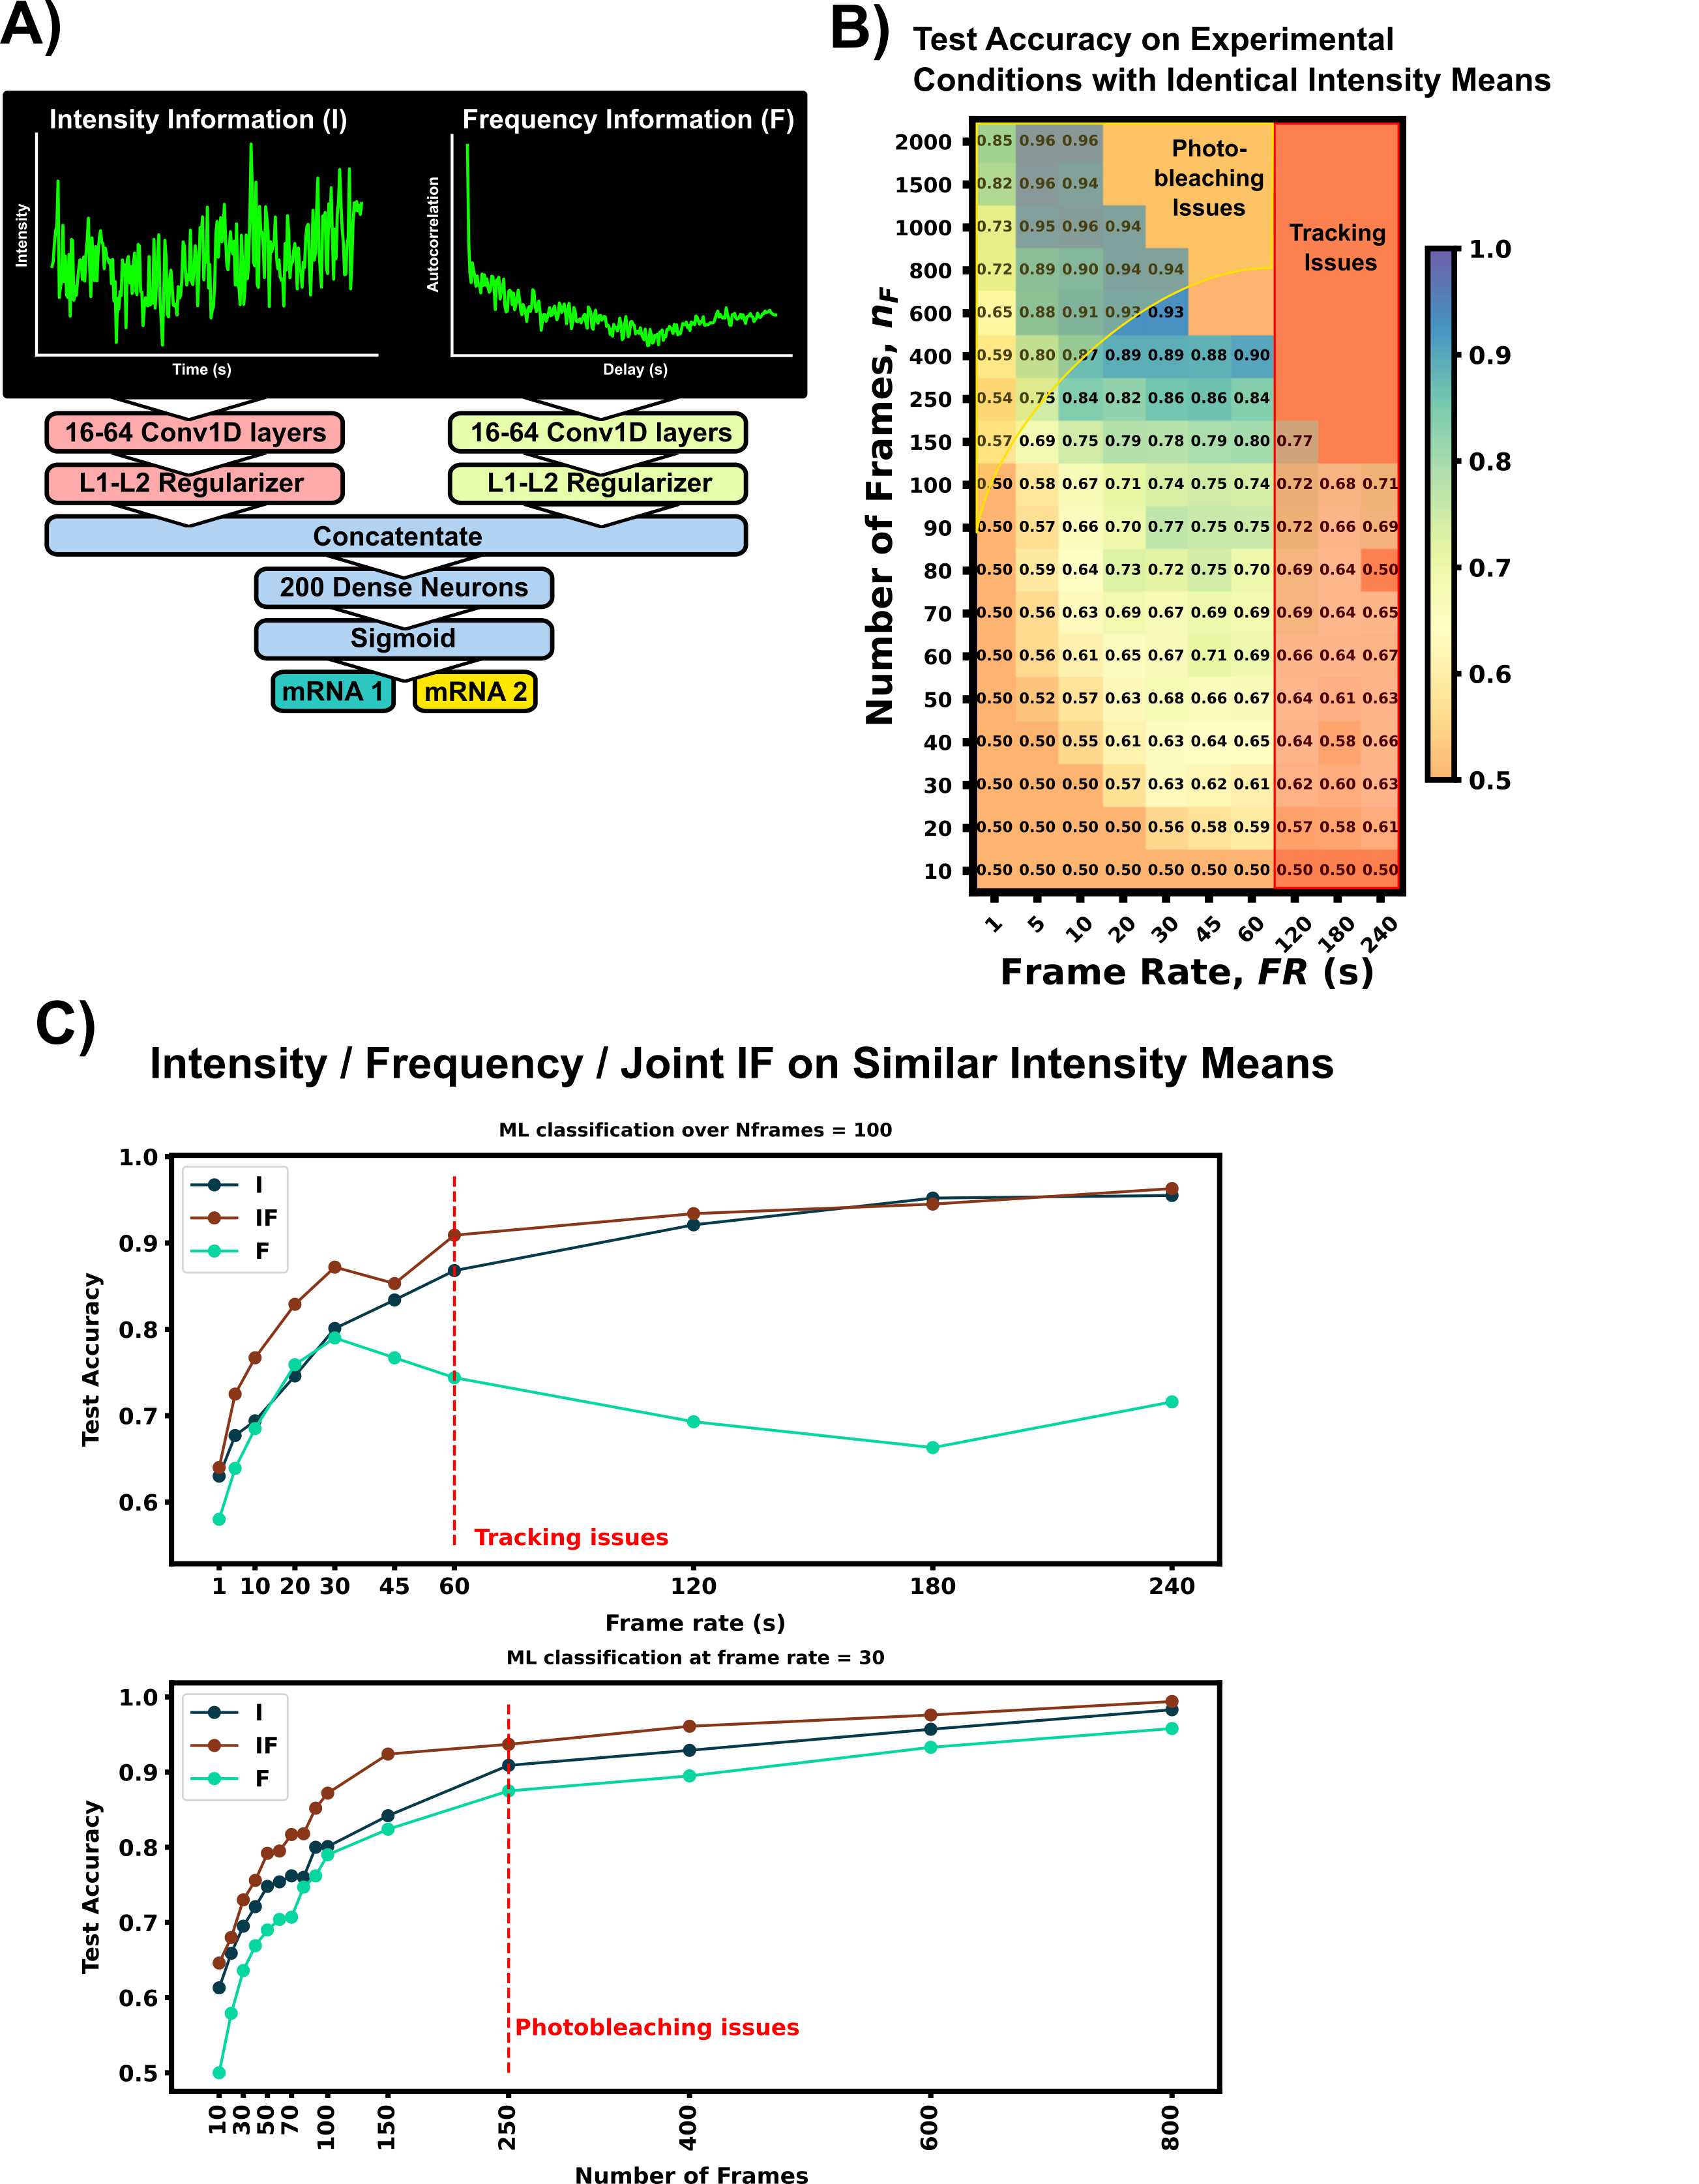 A)
Intensity Information (I)
Frequency Information (F)
Intensity
Time (s)
Autocorrelation
Delay (s)
16-64 Conv1D layers
16-64 Conv1D layers
L1-L2 Regularizer
L1-L2 Regularizer
Concatentate
200 Dense Neurons
Sigmoid
mRNA 1
mRNA 2
B)
Test Accuracy on Experimental
Conditions with Identical Intensity Means
Number of Frames, nF
2000 0.85 0.96 0.96
1500 0.82 0.96 0.94
1000 0.73 0.95 0.96 0.94
800 0.72 0.89 0.90 0.94 0.94
600 0.65 0.88 0.91 0.93 0.93
400 0.59 0.80 0.87 0.89 0.89 0.88 0.90
250 0.54 0.75 0.84 0.82 0.86 0.86 0.84
150 0.57 0.69 0.75 0.79 0.78 0.79 0.80 0.77
100 0.50 0.58 0.67 0.71 0.74 0.75 0.74 0.72 0.68 0.71
90 0.50 0.57 0.66 0.70 0.77 0.75 0.75 0.72 0.66 0.69
80 0.50 0.59 0.64 0.73 0.72 0.75 0.70 0.69 0.64 0.50
70 0.50 0.56 0.63 0.69 0.67 0.69 0.69 0.69 0.64 0.65
60 0.50 0.56 0.61 0.65 0.67 0.71 0.69 0.66 0.64 0.67
50 0.50 0.52 0.57 0.63 0.68 0.66 0.67 0.64 0.61 0.63
40 0.50 0.50 0.55 0.61 0.63 0.64 0.65 0.64 0.58 0.66
30 0.50 0.50 0.50 0.57 0.63 0.62 0.61 0.62 0.60 0.63
20 0.50 0.50 0.50 0.50 0.56 0.58 0.59 0.57 0.58 0.61
10 0.50 0.50 0.50 0.50 0.50 0.50 0.50 0.50 0.50 0.50
Photo-
bleaching
Issues
Tracking
Issues
1 5 10 20 30 45 60 120 180 240
Frame Rate, FR (s)
1.0
0.9
0.8
0.7
0.6
0.5
C)
Intensity / Frequency / Joint IF on Similar Intensity Means
ML classification over Nframes = 100
Test Accuracy
1.0
0.9
0.8
0.7
0.6
I
IF
F
Tracking issues
1 10 20 30 45 60 120 180 240
Frame rate (s)
ML classification at frame rate = 30
Test Accuracy
1.0
0.9
0.8
0.7
0.6
0.5
I
IF
F
Photobleaching issues
10 30 50 70 100 150 250 400 600 800
Number of Frames